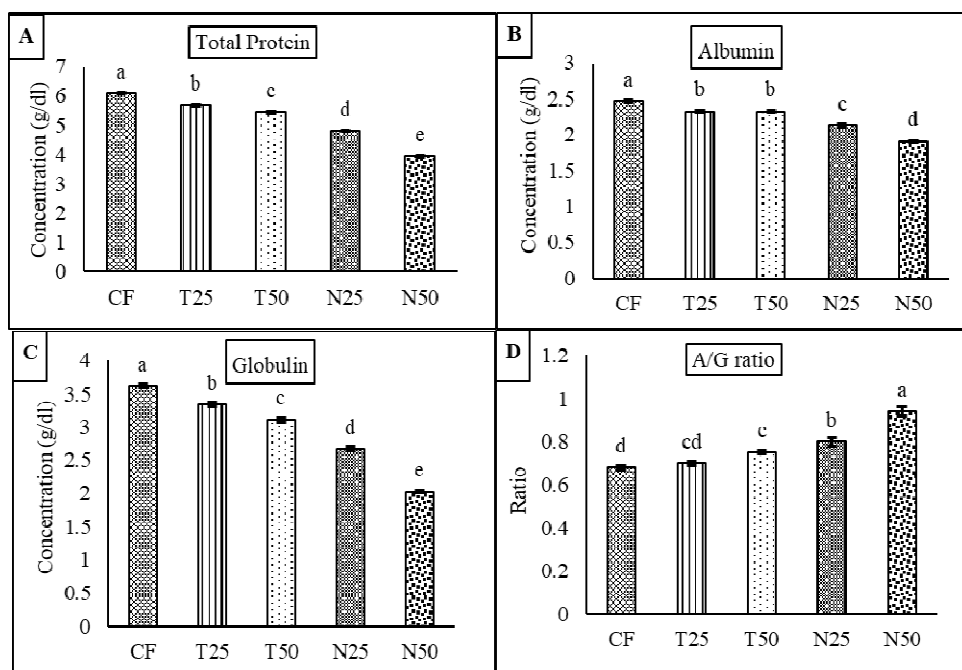 A
Total Protein
Concentration (g/dl)
7
6
5
4
3
2
1
0
a
b
c
d
e
CF T25 T50 N25 N50
B
Albumin
Concentration (g/dl)
3
2.5
2
1.5
1
0.5
0
a
b
b
c
d
CF T25 T50 N25 N50
C
Globulin
Concentration (g/dl)
4
3.5
3
2.5
2
1.5
1
0.5
0
a
b
c
d
e
CF T25 T50 N25 N50
D
A/G ratio
Ratio
1.2
1
0.8
0.6
0.4
0.2
0
d
cd
c
b
a
CF T25 T50 N25 N50